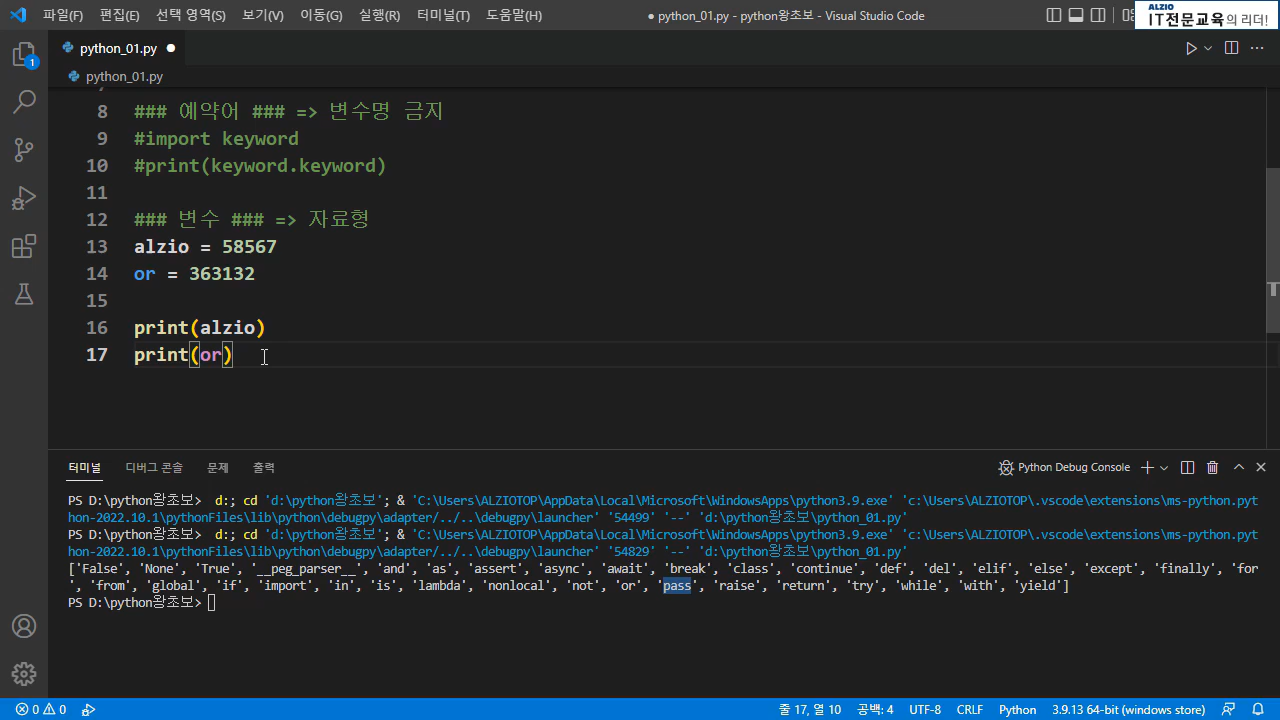 파일(F) 편집(E) 선택 영역(S) 보기(V) 이동(G) 실행(R) 터미널(T) 도움말(H)
● python_01.py - python왕초보 - Visual Studio Code
ALZIO
IT전문교육의 리더!
python_01.py ●
python_01.py
1
8 ### 예약어 ### => 변수명 금지
9 #import keyword
10 #print(keyword.keyword)
11
12 ### 변수 ### => 자료형
13 alzio = 58567
14 or = 363132
15
16 print(alzio)
17 print(or)
터미널 디버그 콘솔 문제 출력
Python Debug Console
PS D:\python왕초보> d:; cd 'd:\python왕초보'; & 'C:\Users\ALZIOTOP\AppData\Local\Microsoft\WindowsApps\python3.9.exe' 'c:\Users\ALZIOTOP\.vscode\extensions\ms-python.pyt
hon-2022.10.1\pythonFiles\lib\python\debugpy\adapter/../..\debugpy\launcher' '54499' '--' 'd:\python왕초보\python_01.py'
PS D:\python왕초보> d:; cd 'd:\python왕초보'; & 'C:\Users\ALZIOTOP\AppData\Local\Microsoft\WindowsApps\python3.9.exe' 'c:\Users\ALZIOTOP\.vscode\extensions\ms-python.pyt
hon-2022.10.1\pythonFiles\lib\python\debugpy\adapter/../..\debugpy\launcher' '54829' '--' 'd:\python왕초보\python_01.py'
['False', 'None', 'True', '__peg_parser__', 'and', 'as', 'assert', 'async', 'await', 'break', 'class', 'continue', 'def', 'del', 'elif', 'else', 'except', 'finally', 'for
', 'from', 'global', 'if', 'import', 'in', 'is', 'lambda', 'nonlocal', 'not', 'or', 'pass', 'raise', 'return', 'try', 'while', 'with', 'yield']
PS D:\python왕초보>
0 0 줄 17, 열 10 공백: 4 UTF-8 CRLF Python 3.9.13 64-bit (windows store)